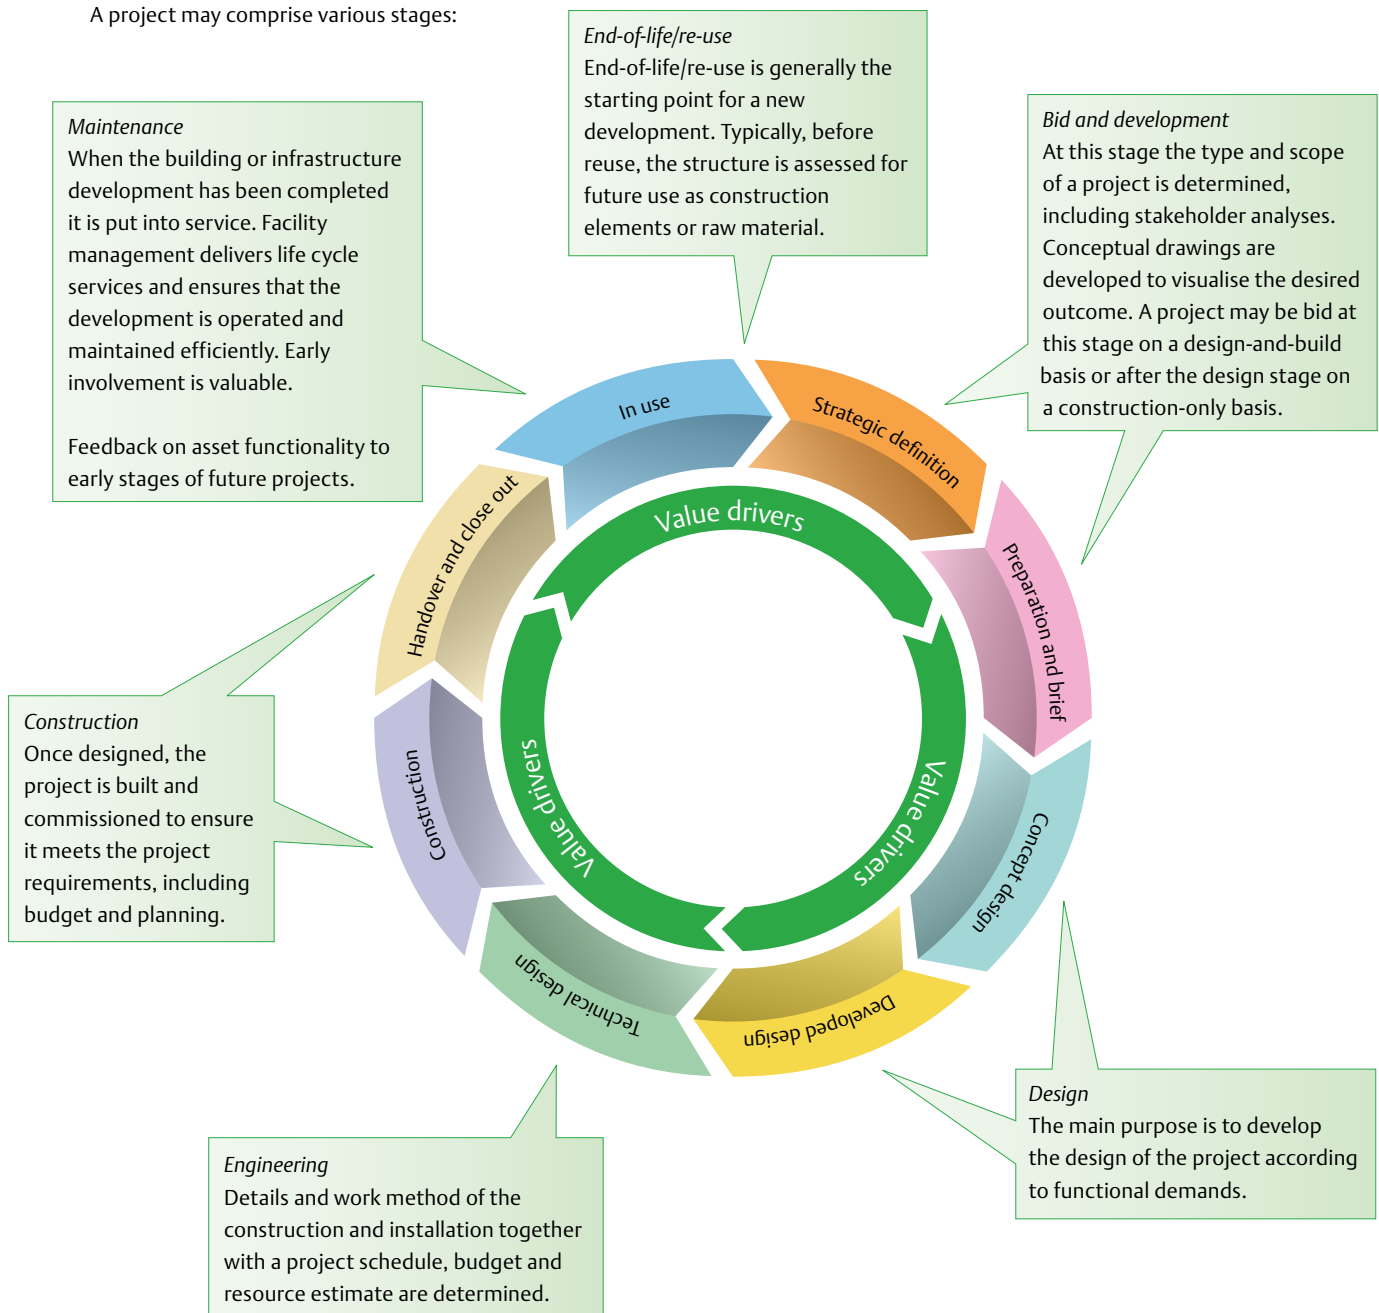 A project may comprise various stages:
End-of-life/re-use
End-of-life/re-use is generally the
starting point for a new
development. Typically, before
reuse, the structure is assessed for
future use as construction
elements or raw material.
Maintenance
When the building or infrastructure
development has been completed
it is put into service. Facility
management delivers life cycle
services and ensures that the
development is operated and
maintained efficiently. Early
involvement is valuable.
Feedback on asset functionality to
early stages of future projects.
Bid and development
At this stage the type and scope
of a project is determined,
including stakeholder analyses.
Conceptual drawings are
developed to visualise the desired
outcome. A project may be bid at
this stage on a design-and-build
basis or after the design stage on
a construction-only basis.
In use
Strategic definition
Handover and close out
Value drivers
Preparation and brief
Construction
Once designed, the
project is built and
commissioned to ensure
it meets the project
requirements, including
budget and planning.
Construction
Value drivers
Value drivers
Concept design
Technical design
Developed design
Design
The main purpose is to develop
the design of the project according
to functional demands.
Engineering
Details and work method of the
construction and installation together
with a project schedule, budget and
resource estimate are determined.